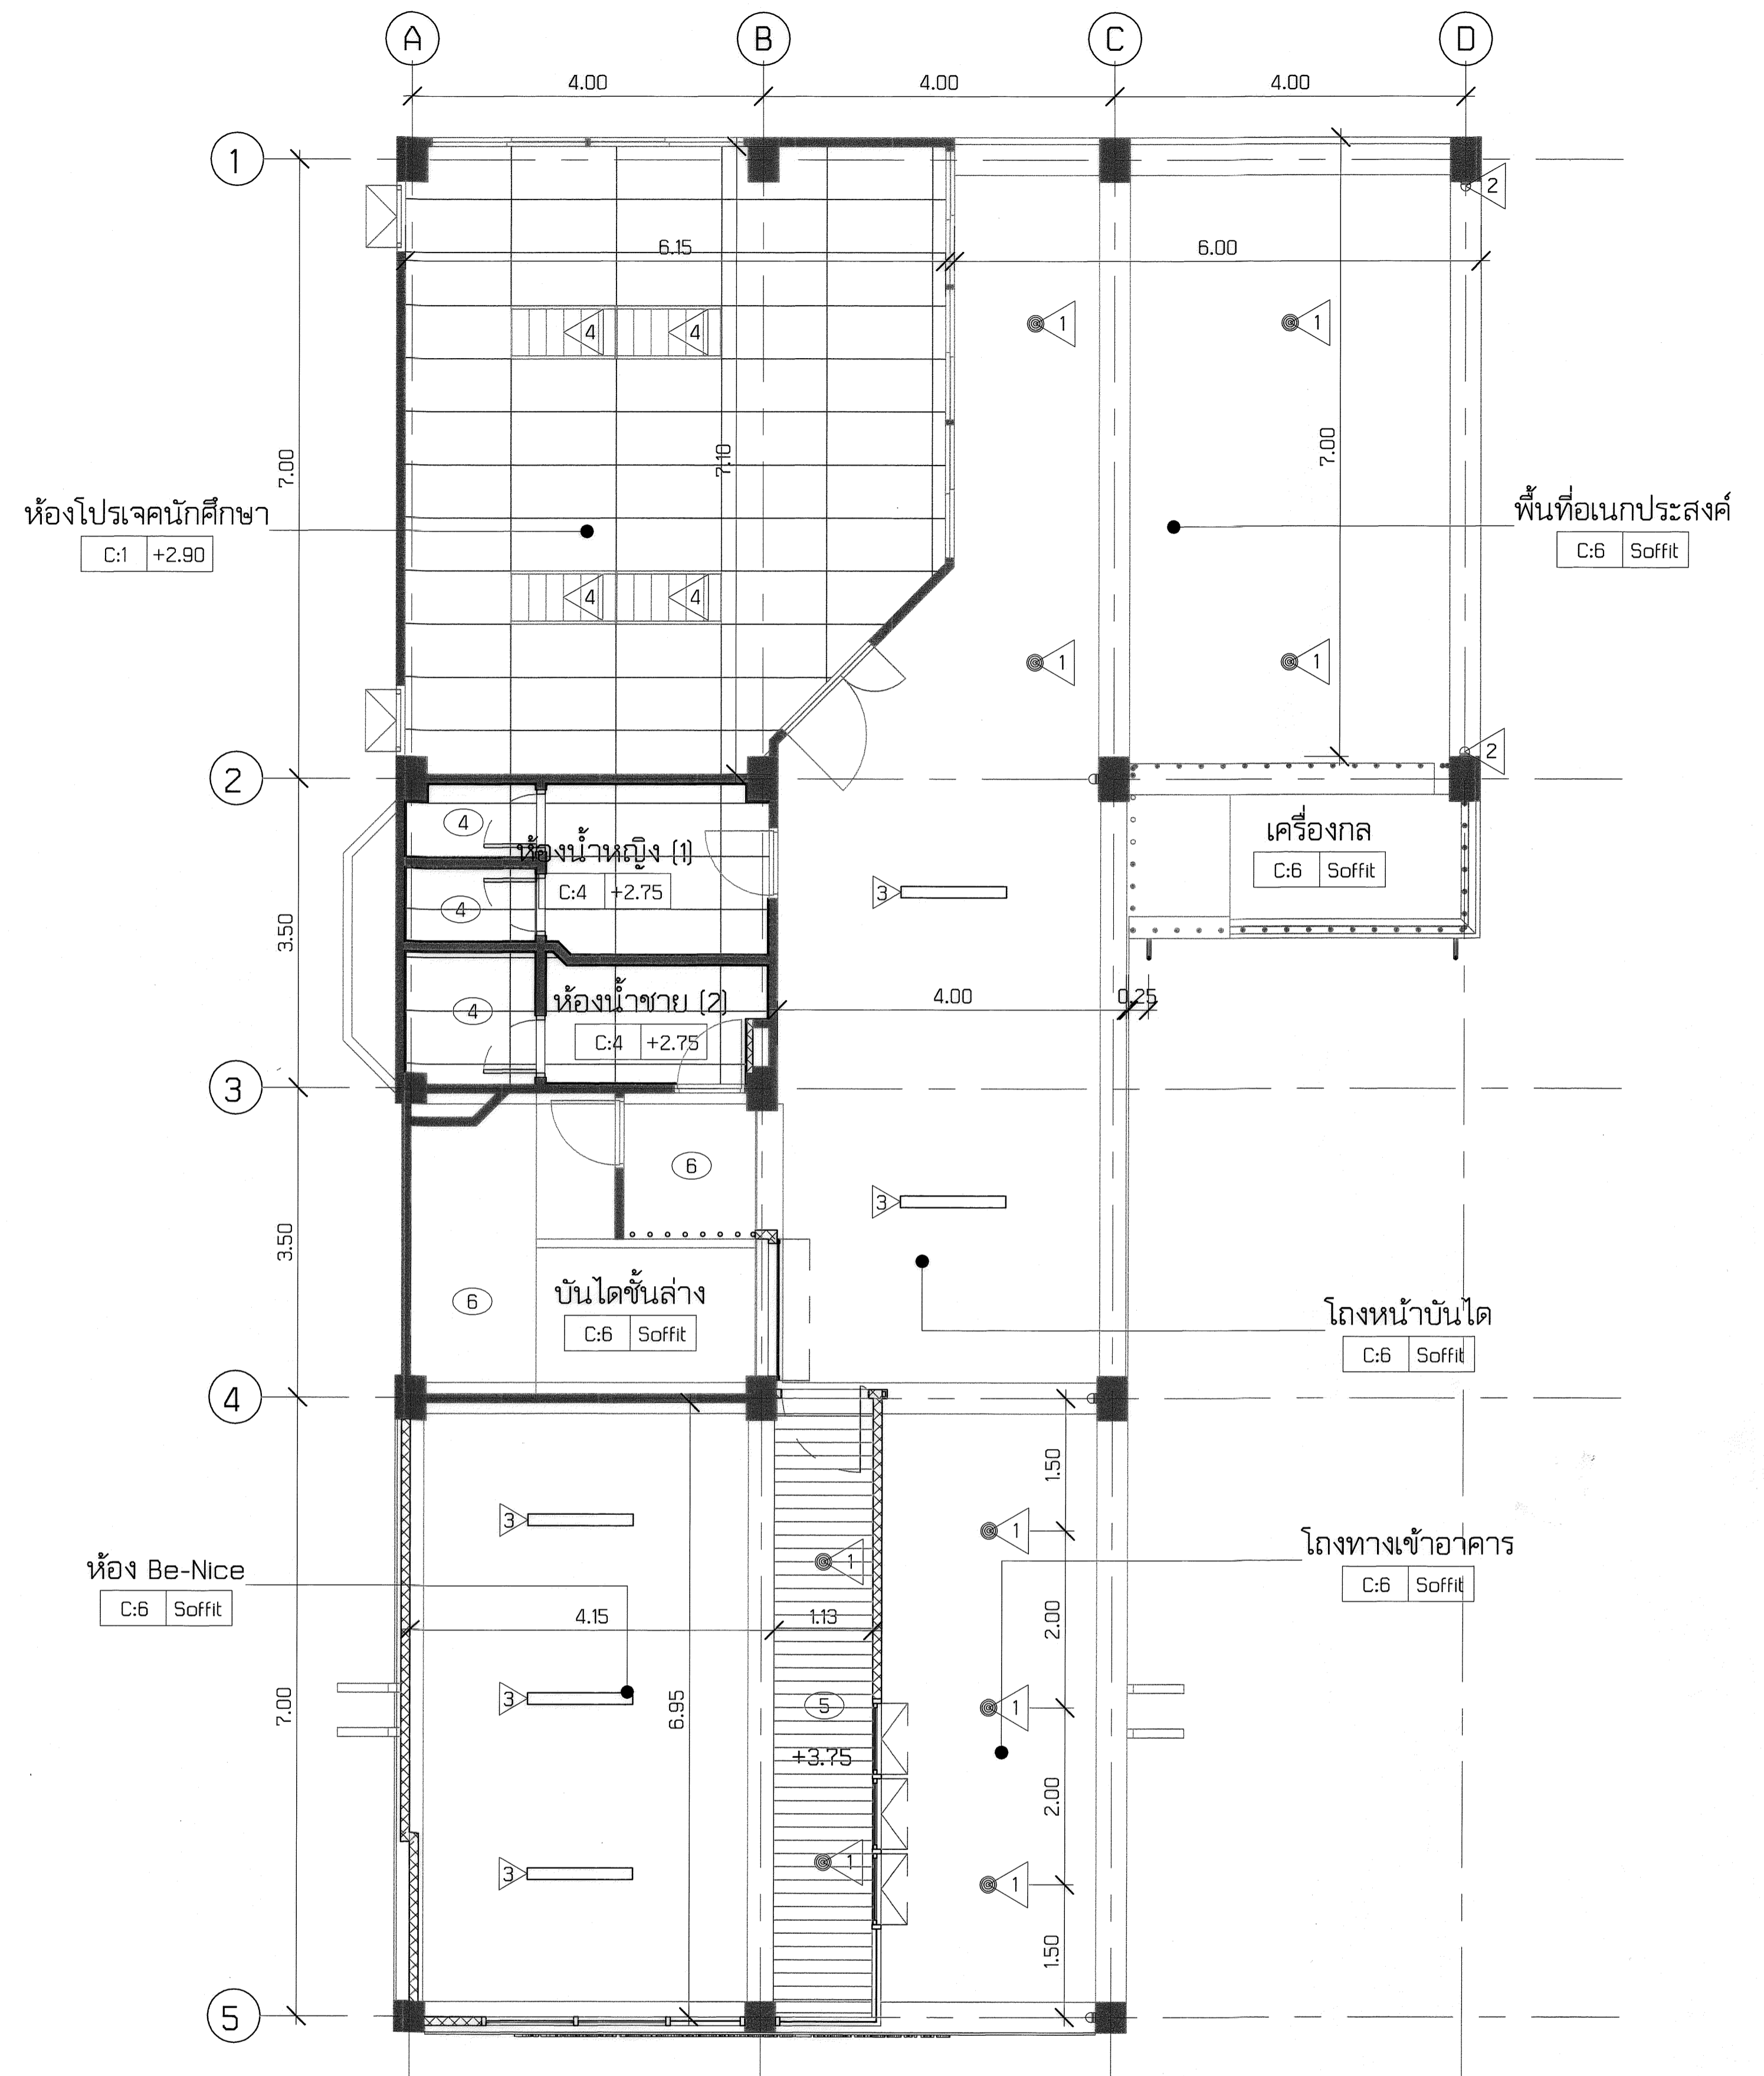 A B C D
4.00 4.00 4.00
1
2
6.15 6.00
4 4 1 1
7.00 7.10 7.00
ห้องโปรเจคนักศึกษา
C:1 +2.90
พื้นที่อเนกประสงค์
C:6 Soffit
4 4 1 1
2
2
4
ห้องน้ำหญิง (1)
C:4 +2.75
4
3
เครื่องกล
C:6 Soffit
3.50
4
ห้องน้ำชาย (2)
C:4 +2.75
4.00 0.25
3
6
3
3.50
6
บันไดชั้นล่าง
C:6 Soffit
โถงหน้าบันได
C:6 Soffit
4
1.50
3 1 1
ห้อง Be-Nice
C:6 Soffit
โถงทางเข้าอาคาร
C:6 Soffit
4.15 1.13 2.00
7.00 3 6.95 5 1
+3.75
2.00
3 1 1
1.50
5